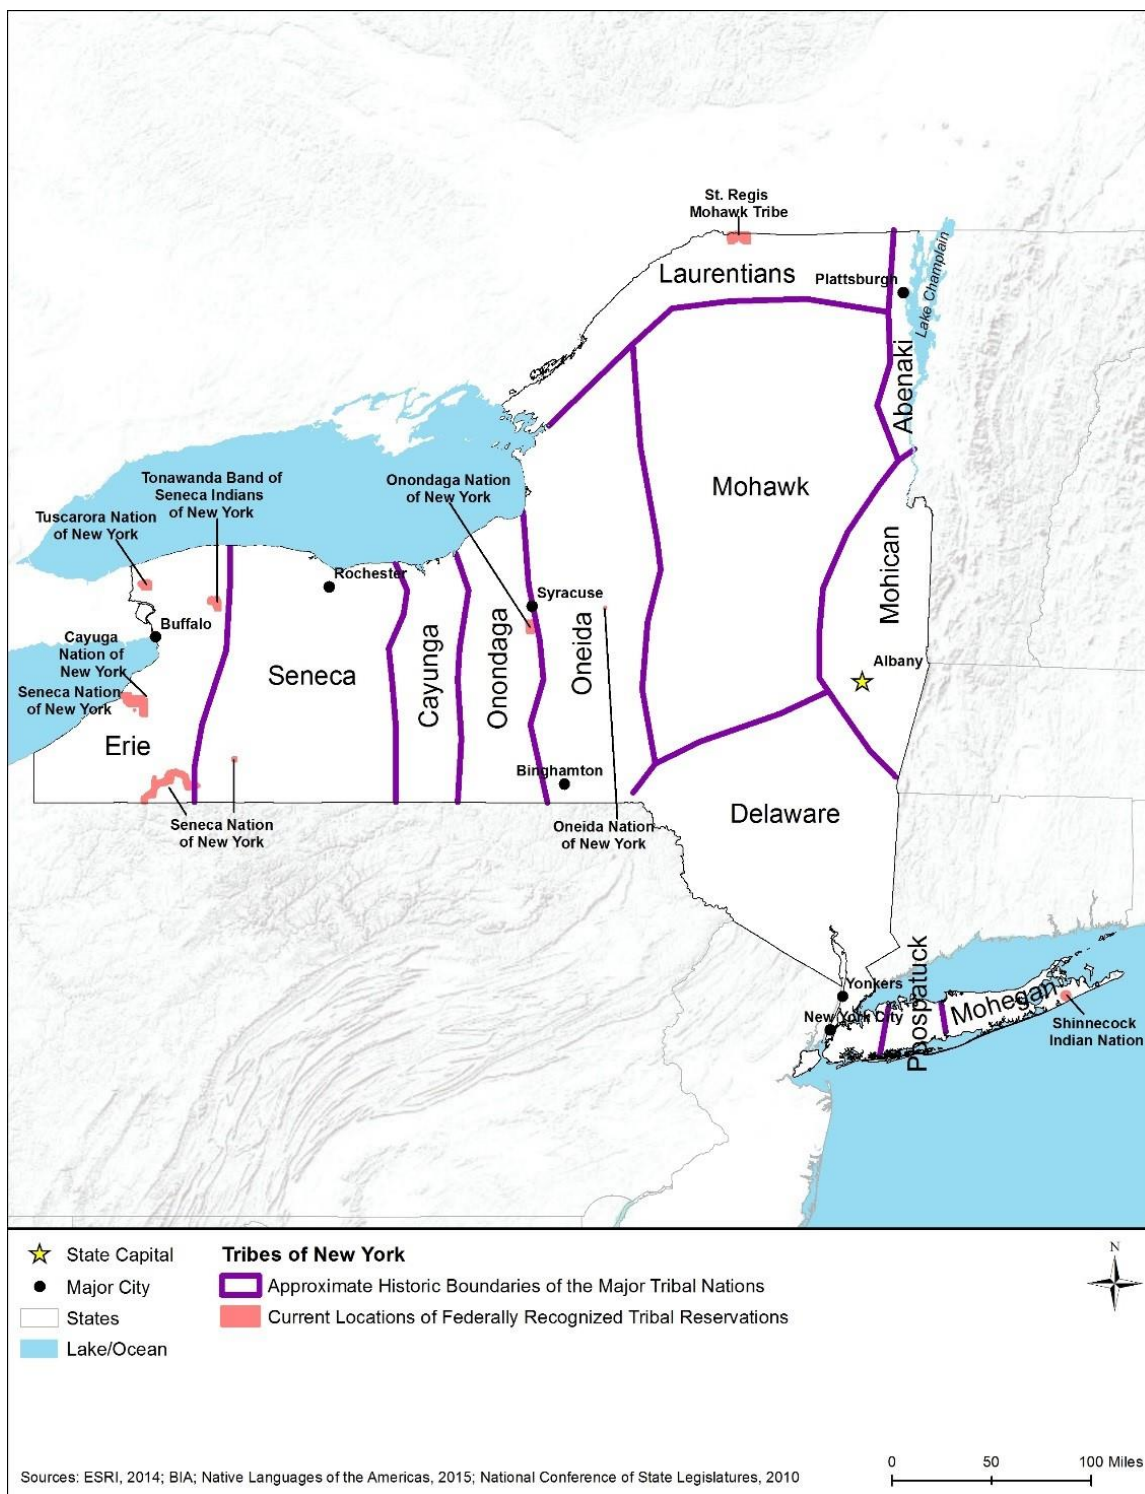 St. Regis
Mohawk Tribe
Laurentians
Plattsburgh
Lake Champlain
Abenaki
Mohawk
Mohican
Tonawanda Band of
Seneca Indians
of New York
Onondaga Nation
of New York
Tuscarora Nation
of New York
Rochester
Syracuse
Buffalo
Cayuga
Nation of
New York
Seneca Nation
of New York
Erie
Seneca
Cayunga
Onondaga
Oneida
Albany
Binghamton
Delaware
Seneca Nation
of New York
Oneida Nation
of New York
Yonkers
New York City
Poospatuck
Mohegan
Shinnecock
Indian Nation
State Capital
Major City
States
Lake/Ocean
Tribes of New York
Approximate Historic Boundaries of the Major Tribal Nations
Current Locations of Federally Recognized Tribal Reservations
N
Sources: ESRI, 2014; BIA; Native Languages of the Americas, 2015; National Conference of State Legislatures, 2010
0 50 100 Miles